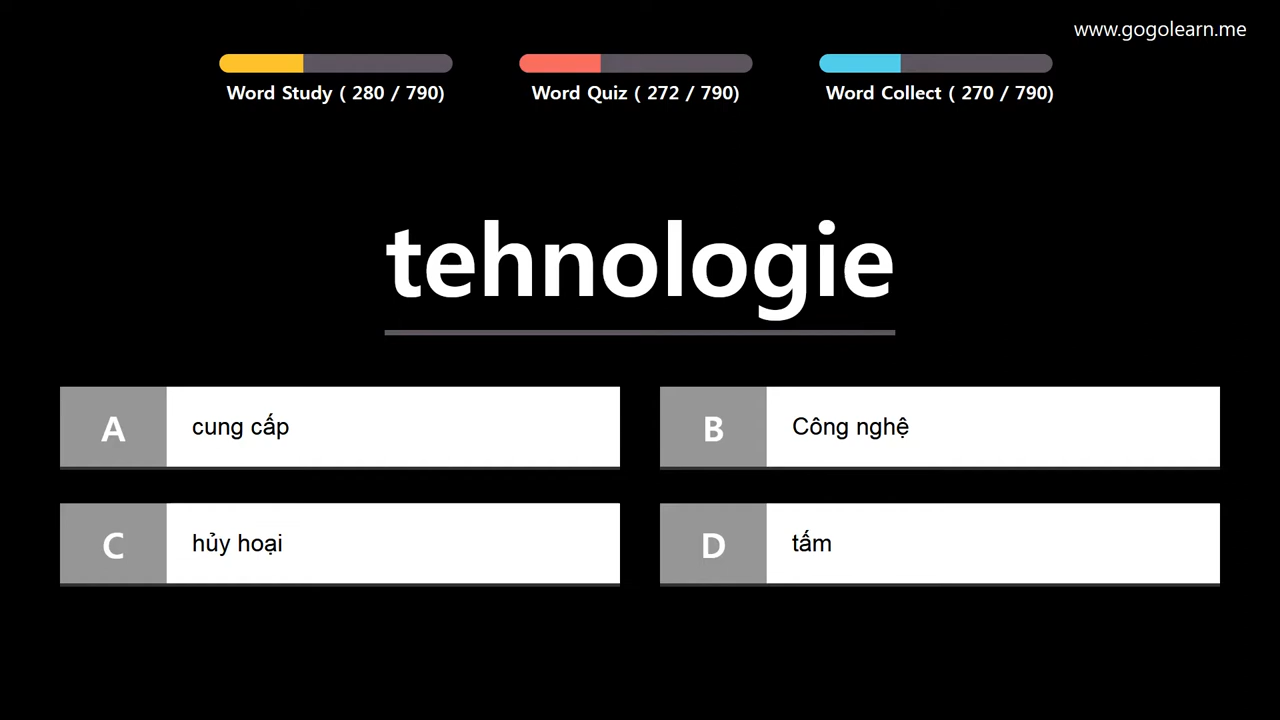 www.gogolearn.me
Word Study ( 280 / 790)
Word Quiz ( 272 / 790)
Word Collect ( 270 / 790)
tehnologie
A
cung cấp
B
Công nghệ
C
hủy hoại
D
tấm